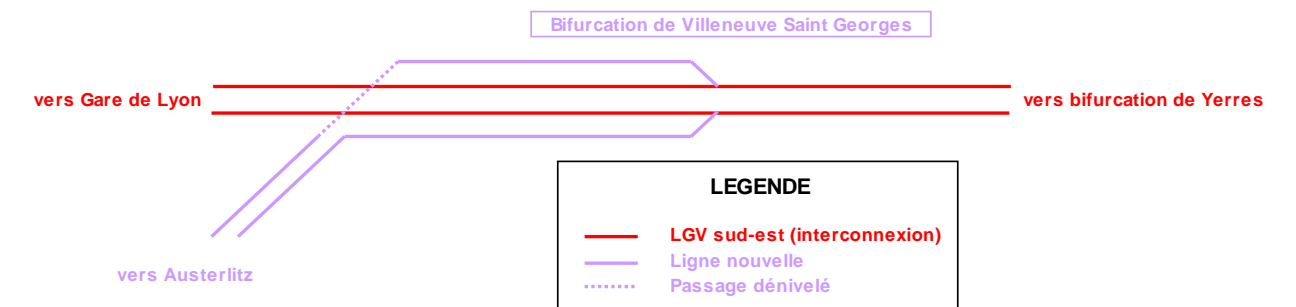 Bifurcation de Villeneuve Saint Georges
vers Gare de Lyon
vers bifurcation de Yerres
LEGENDE
LGV sud-est (interconnexion)
Ligne nouvelle
Passage dénivelé
vers Austerlitz